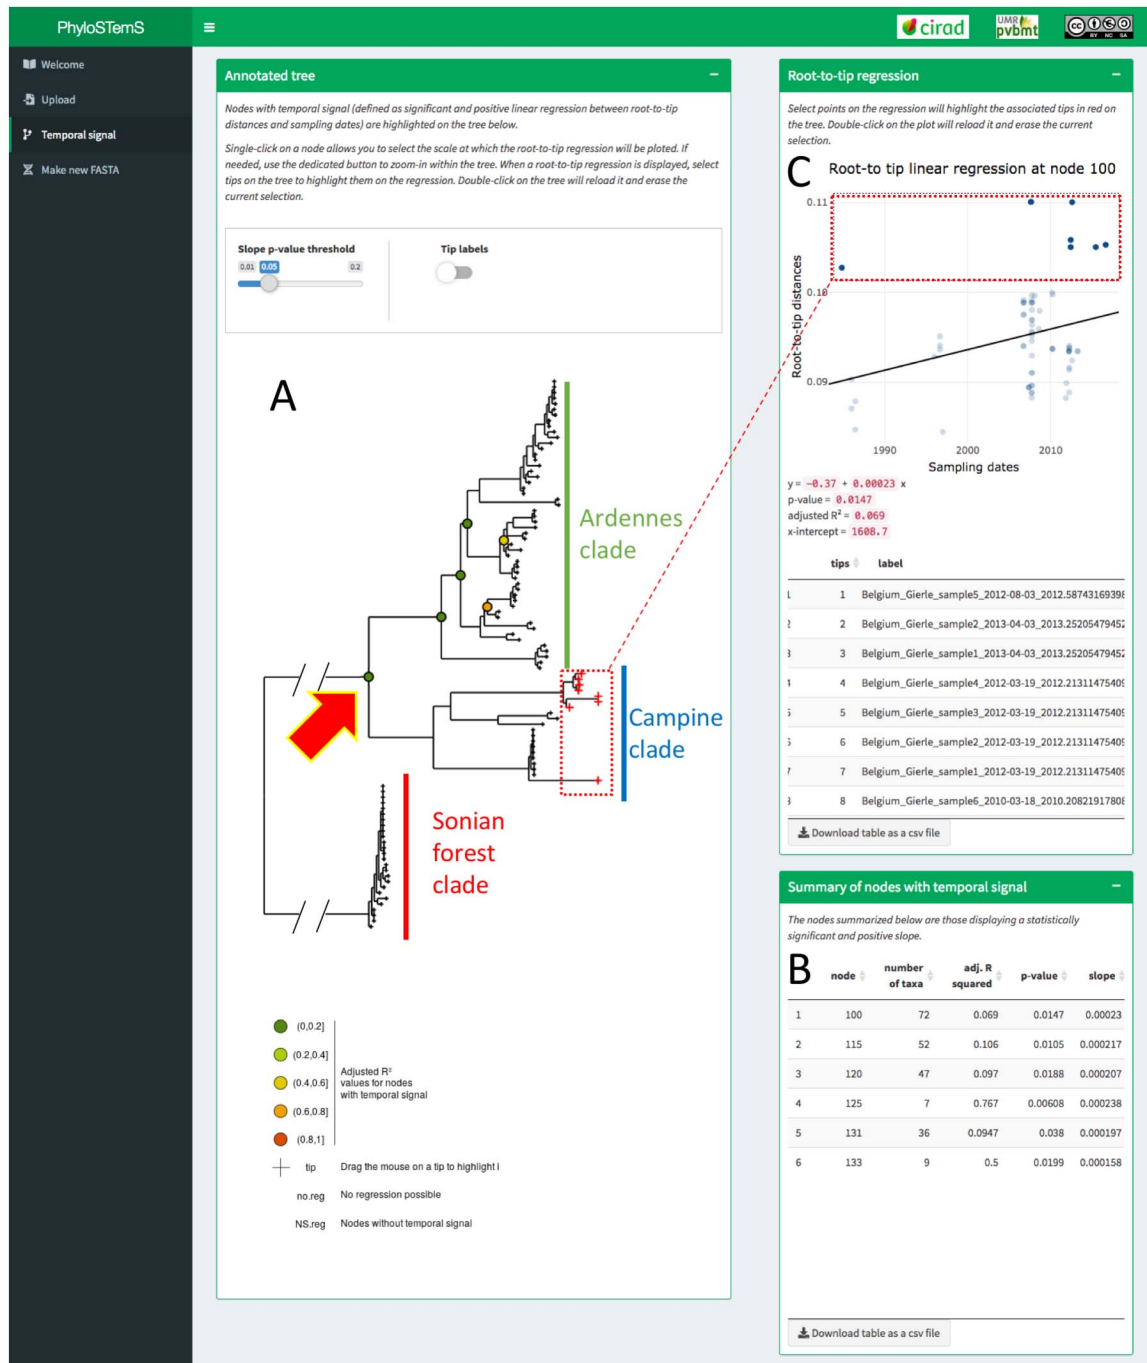 PhyloSTemS
cirad
UMR
pvbmt
cc
BY NC SA
Welcome
Upload
Temporal signal
Make new FASTA
Annotated tree
Nodes with temporal signal (defined as significant and positive linear regression between root-to-tip
distances and sampling dates) are highlighted on the tree below.
Single-click on a node allows you to select the scale at which the root-to-tip regression will be ploted. If
needed, use the dedicated button to zoom-in within the tree. When a root-to-tip regression is displayed, select
tips on the tree to highlight them on the regression. Double-click on the tree will reload it and erase the
current selection.
Slope p-value threshold
0.01 0.05 0.2
Tip labels
A
Ardennes
clade
Campine
clade
Sonian
forest
clade
(0,0.2]
(0.2,0.4]
(0.4,0.6]
(0.6,0.8]
(0.8,1]
Adjusted R²
values for nodes
with temporal signal
tip Drag the mouse on a tip to highlight i
no.reg No regression possible
NS.reg Nodes without temporal signal
Root-to-tip regression
Select points on the regression will highlight the associated tips in red on
the tree. Double-click on the plot will reload it and erase the current
selection.
C
Root-to tip linear regression at node 100
0.11
0.10
0.09
Root-to-tip distances
1990 2000 2010
Sampling dates
y = -0.37 + 0.00023 x
p-value = 0.0147
adjusted R² = 0.069
x-intercept = 1608.7
tips label
1 1 Belgium_Gierle_sample5_2012-08-03_2012.58743169398
2 2 Belgium_Gierle_sample2_2013-04-03_2013.25205479452
3 3 Belgium_Gierle_sample1_2013-04-03_2013.25205479452
4 4 Belgium_Gierle_sample4_2012-03-19_2012.21311475409
5 5 Belgium_Gierle_sample3_2012-03-19_2012.21311475409
6 6 Belgium_Gierle_sample2_2012-03-19_2012.21311475409
7 7 Belgium_Gierle_sample1_2012-03-19_2012.21311475409
8 8 Belgium_Gierle_sample6_2010-03-18_2010.20821917808
Download table as a csv file
Summary of nodes with temporal signal
The nodes summarized below are those displaying a statistically
significant and positive slope.
B
node number of taxa adj. R squared p-value slope
1 100 72 0.069 0.0147 0.00023
2 115 52 0.106 0.0105 0.000217
3 120 47 0.097 0.0188 0.000207
4 125 7 0.767 0.00608 0.000238
5 131 36 0.0947 0.038 0.000197
6 133 9 0.5 0.0199 0.000158
Download table as a csv file